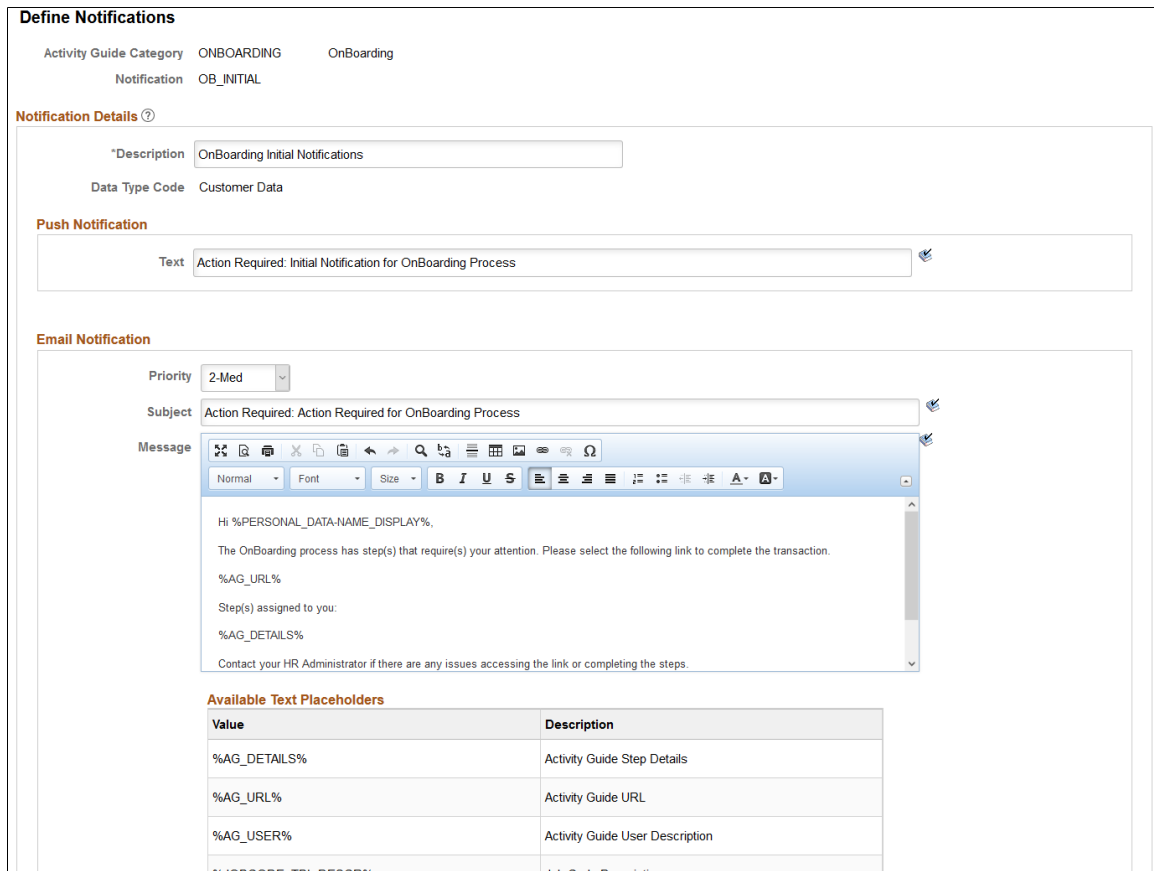 Define Notifications
Activity Guide Category ONBOARDING OnBoarding
Notification OB_INITIAL
Notification Details ?
*Description OnBoarding Initial Notifications
Data Type Code Customer Data
Push Notification
Text Action Required: Initial Notification for OnBoarding Process
Email Notification
Priority 2-Med
Subject Action Required: Action Required for OnBoarding Process
Message
Normal Font Size B I U S A A
Hi %PERSONAL_DATA-NAME_DISPLAY%,
The OnBoarding process has step(s) that require(s) your attention. Please select the following link to complete the transaction.
%AG_URL%
Step(s) assigned to you:
%AG_DETAILS%
Contact your HR Administrator if there are any issues accessing the link or completing the steps.
Available Text Placeholders
Value Description
%AG_DETAILS% Activity Guide Step Details
%AG_URL% Activity Guide URL
%AG_USER% Activity Guide User Description